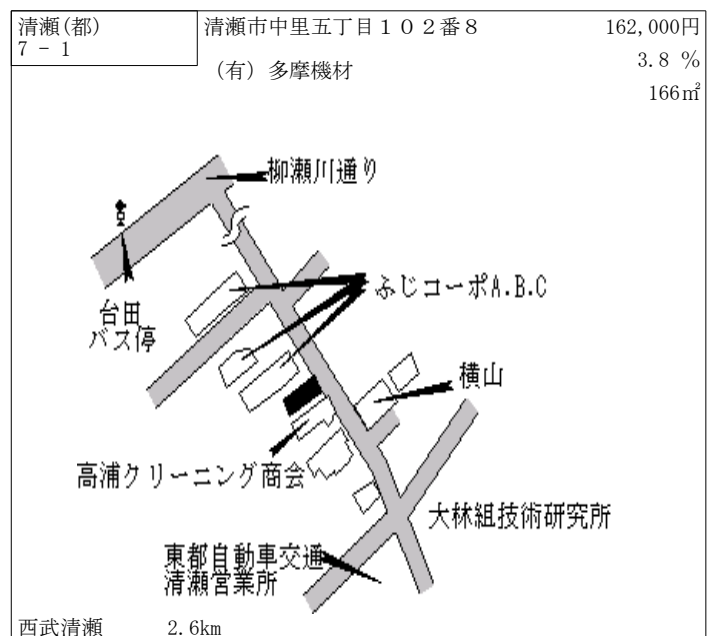 清瀬(都)
7 - 1
清瀬市中里五丁目１０２番８
162,000円
(有) 多摩機材
3.8 %
166㎡
柳瀬川通り
台田
バス停
ふじコーポA.B.C
横山
高浦クリーニング商会
大林組技術研究所
東都自動車交通
清瀬営業所
西武清瀬 2.6km